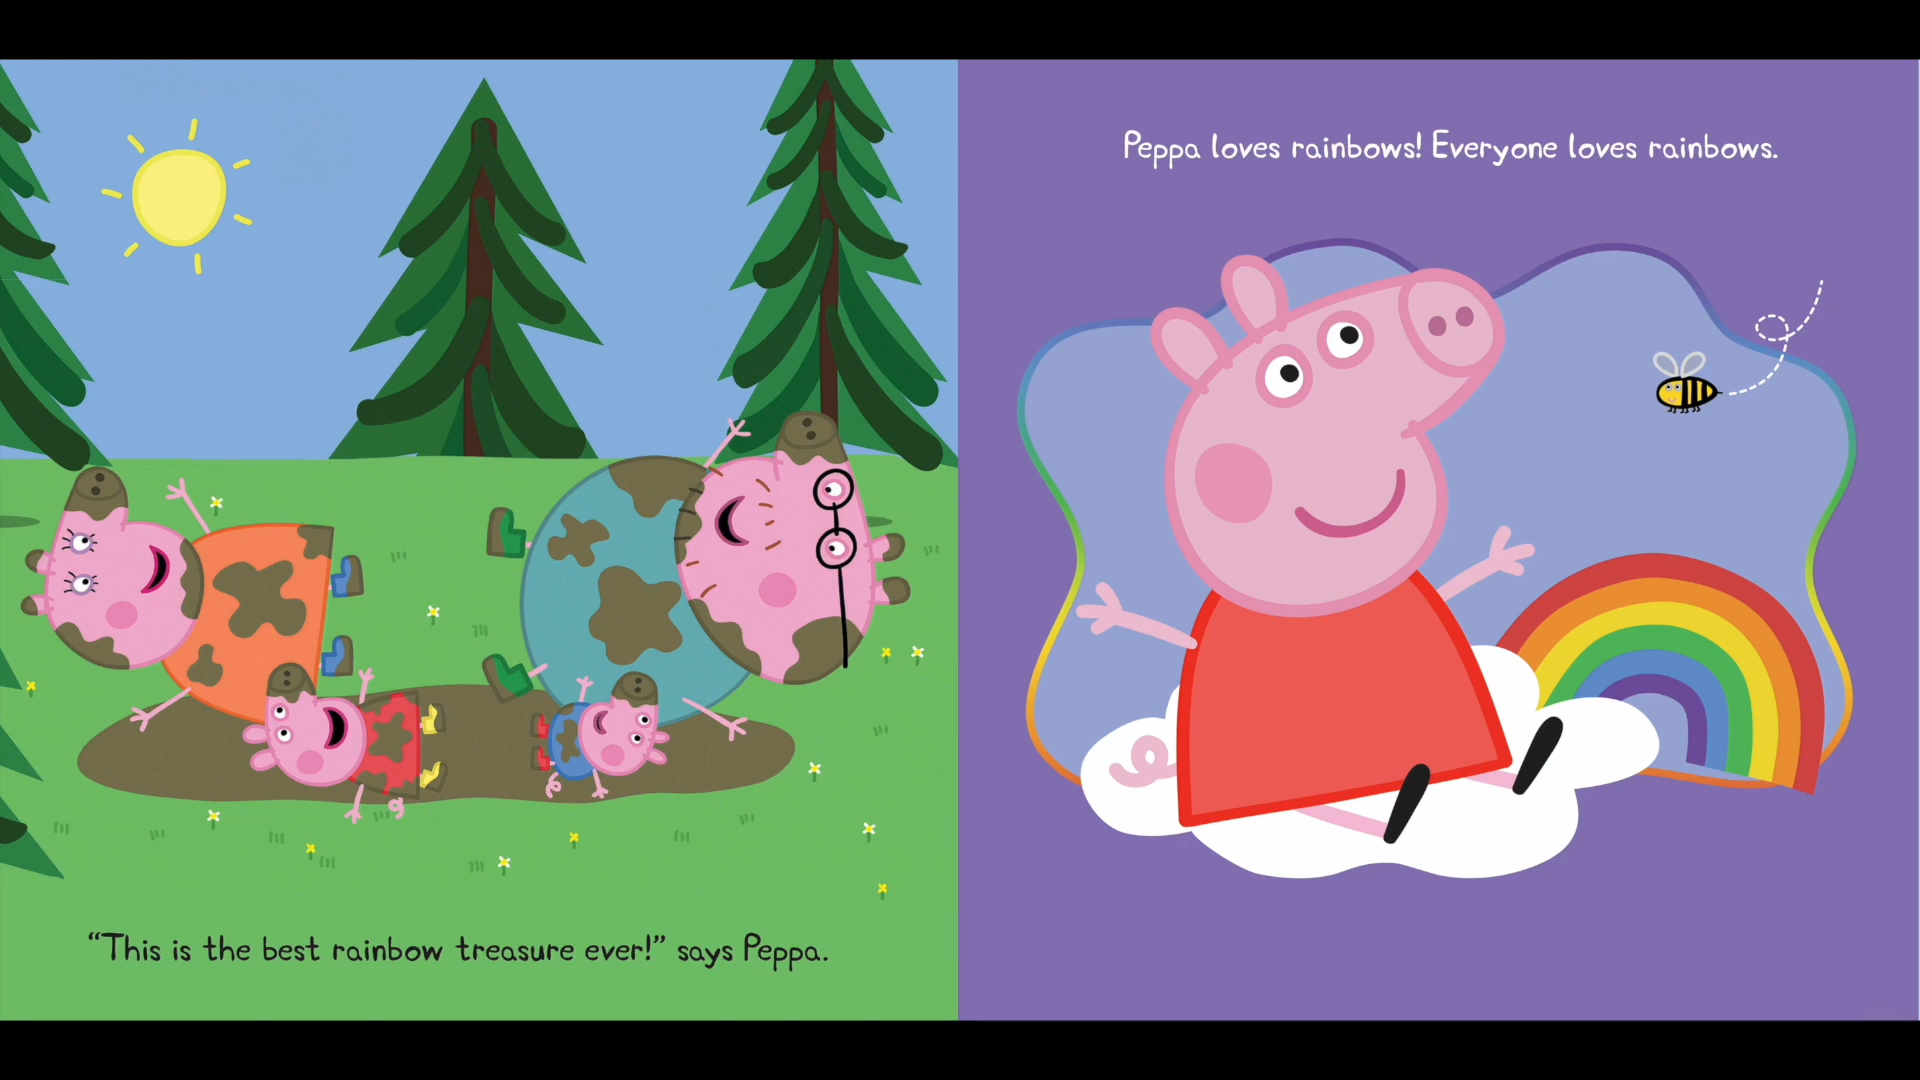 “This is the best rainbow treasure ever!” says Peppa.
Peppa loves rainbows! Everyone loves rainbows.